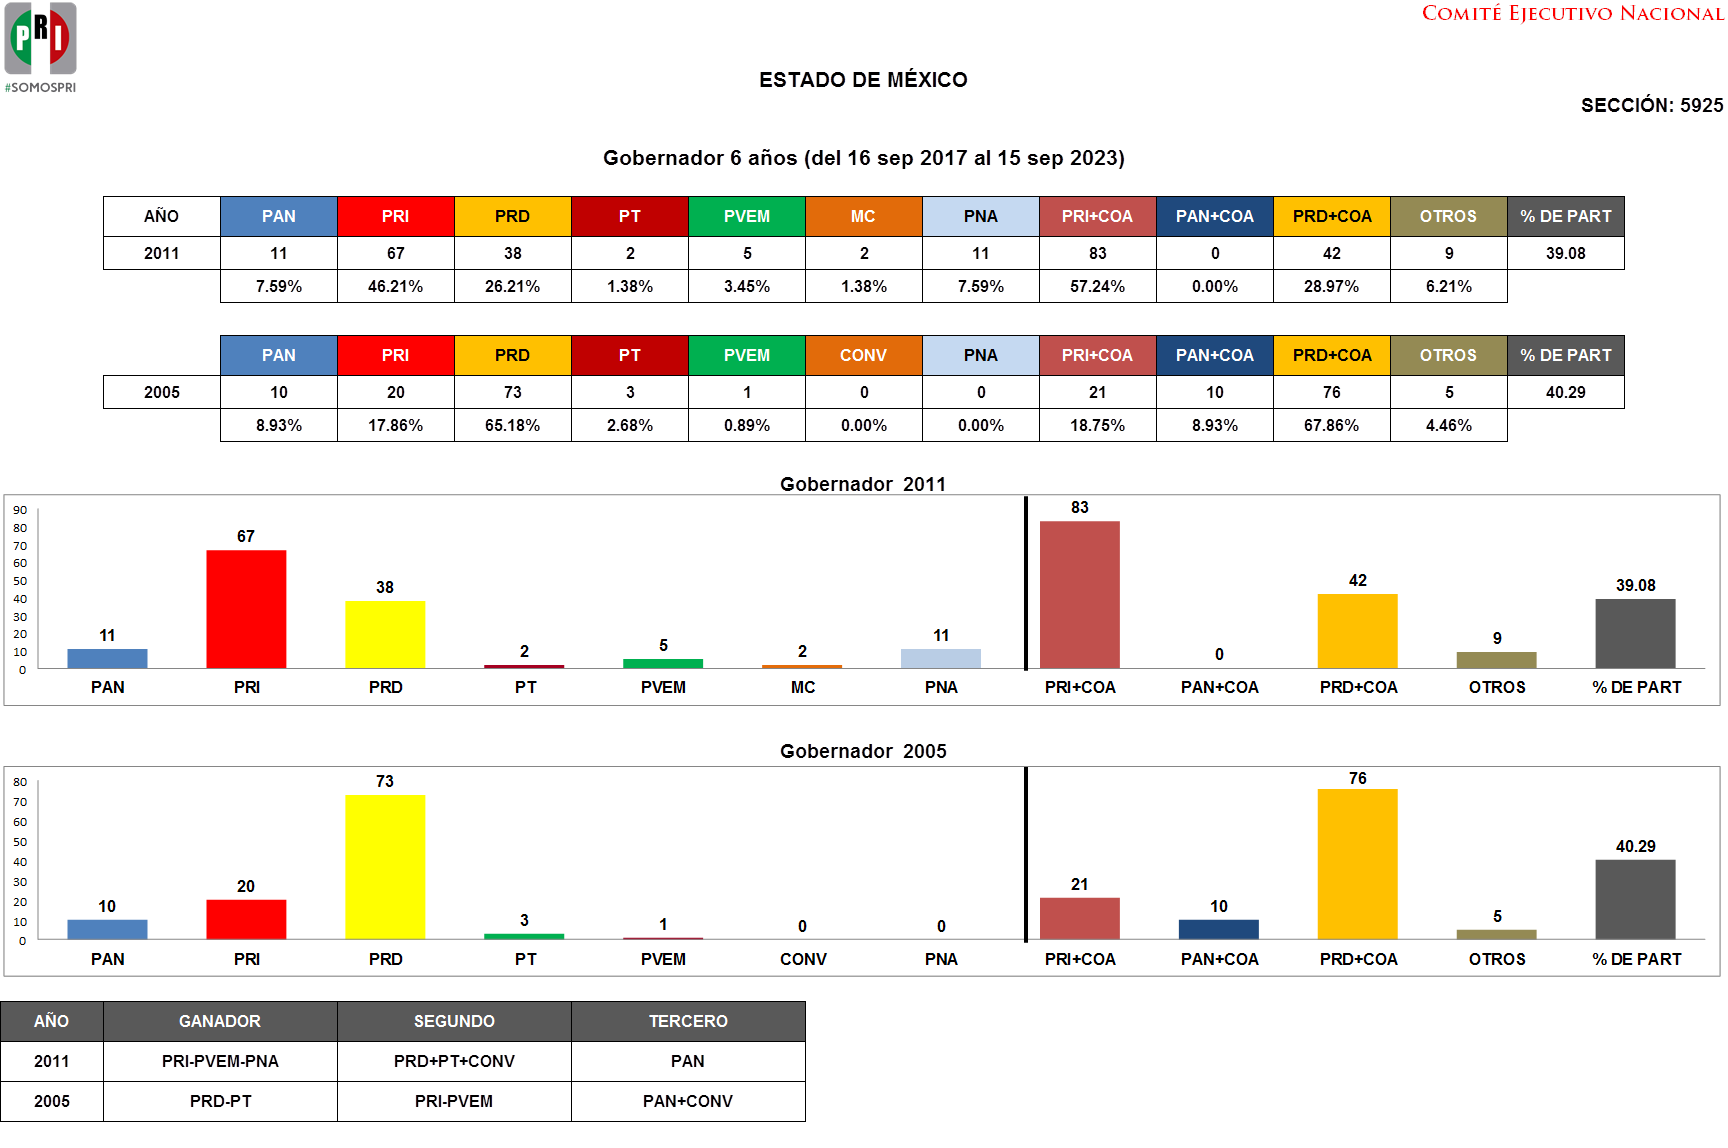 PRI
#SOMOSPRI
COMITÉ EJECUTIVO NACIONAL
ESTADO DE MÉXICO
SECCIÓN: 5925
Gobernador 6 años (del 16 sep 2017 al 15 sep 2023)
AÑO PAN PRI PRD PT PVEM MC PNA PRI+COA PAN+COA PRD+COA OTROS % DE PART
2011 11 67 38 2 5 2 11 83 0 42 9 39.08
7.59% 46.21% 26.21% 1.38% 3.45% 1.38% 7.59% 57.24% 0.00% 28.97% 6.21%
PAN PRI PRD PT PVEM CONV PNA PRI+COA PAN+COA PRD+COA OTROS % DE PART
2005 10 20 73 3 1 0 0 21 10 76 5 40.29
8.93% 17.86% 65.18% 2.68% 0.89% 0.00% 0.00% 18.75% 8.93% 67.86% 4.46%
Gobernador 2011
90
80
70
60
50
40
30
20
10
0
11 67 38 2 5 2 11 83 0 42 9 39.08
PAN PRI PRD PT PVEM MC PNA PRI+COA PAN+COA PRD+COA OTROS % DE PART
Gobernador 2005
80
70
60
50
40
30
20
10
0
10 20 73 3 1 0 0 21 10 76 5 40.29
PAN PRI PRD PT PVEM CONV PNA PRI+COA PAN+COA PRD+COA OTROS % DE PART
AÑO GANADOR SEGUNDO TERCERO
2011 PRI-PVEM-PNA PRD+PT+CONV PAN
2005 PRD-PT PRI-PVEM PAN+CONV